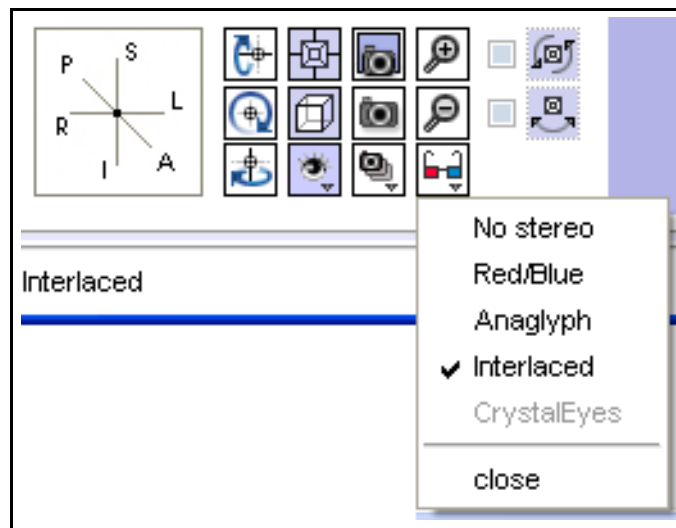 S
P
L
R
I
A
No stereo
Red/Blue
Interlaced
Anaglyph
Interlaced
CrystalEyes
close